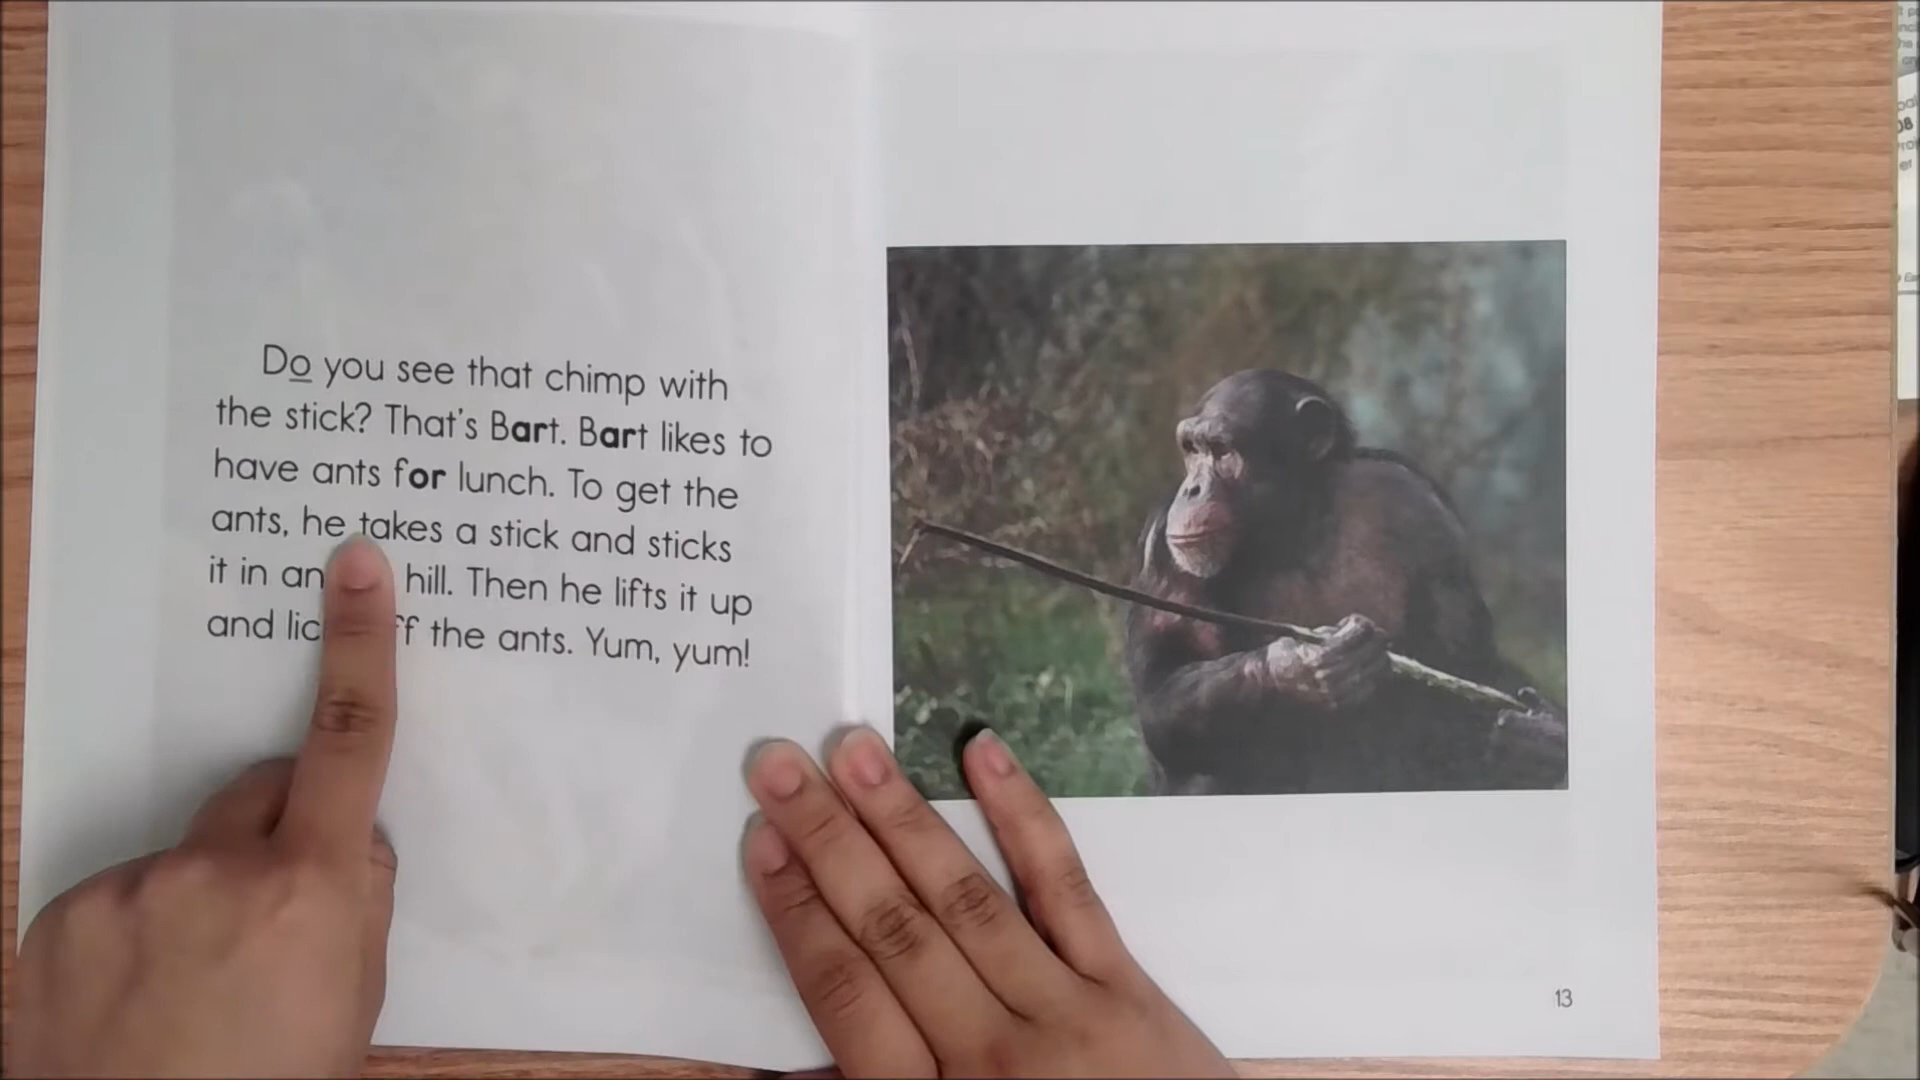 Do you see that chimp with
the stick? That's Bart. Bart likes to
have ants for lunch. To get the
ants, he takes a stick and sticks
it in an hill. Then he lifts it up
and the ants. Yum, yum!
13